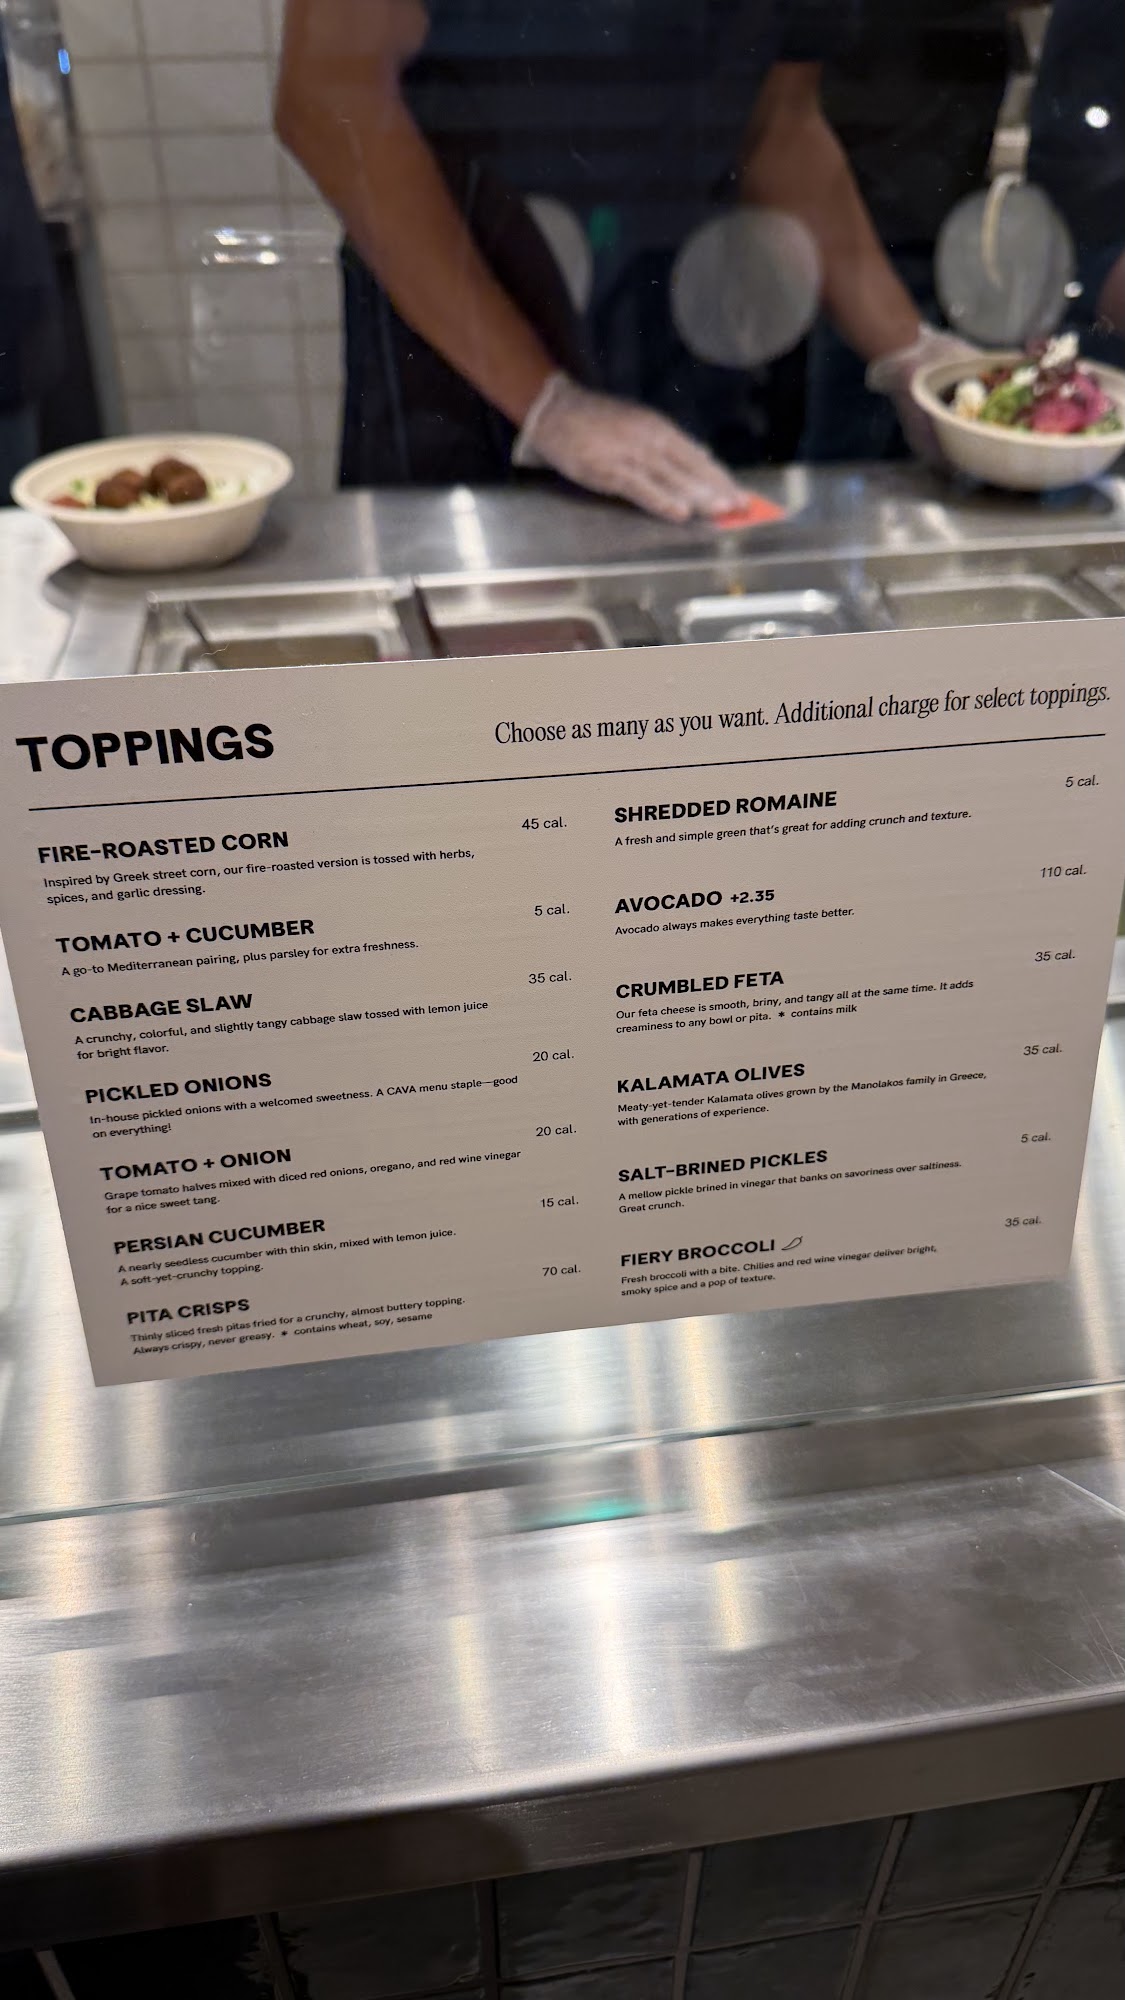 TOPPINGS
Choose as many as you want. Additional charge for select toppings.
FIRE-ROASTED CORN 45 cal.
Inspired by Greek street corn, our fire-roasted version is tossed with herbs,
spices, and garlic dressing.
TOMATO + CUCUMBER 5 cal.
A go-to Mediterranean pairing, plus parsley for extra freshness.
CABBAGE SLAW 35 cal.
A crunchy, colorful, and slightly tangy cabbage slaw tossed with lemon juice
for bright flavor.
PICKLED ONIONS 20 cal.
In-house pickled onions with a welcomed sweetness. A CAVA menu staple—good
on everything!
TOMATO + ONION 20 cal.
Grape tomato halves mixed with diced red onions, oregano, and red wine vinegar
for a nice sweet tang.
PERSIAN CUCUMBER 15 cal.
A nearly seedless cucumber with thin skin, mixed with lemon juice.
A soft-yet-crunchy topping.
PITA CRISPS 70 cal.
Thinly sliced fresh pitas fried for a crunchy, almost buttery topping.
Always crispy, never greasy. * contains wheat, soy, sesame
SHREDDED ROMAINE 5 cal.
A fresh and simple green that's great for adding crunch and texture.
AVOCADO +2.35 110 cal.
Avocado always makes everything taste better.
CRUMBLED FETA 35 cal.
Our feta cheese is smooth, briny, and tangy all at the same time. It adds
creaminess to any bowl or pita. * contains milk
KALAMATA OLIVES 35 cal.
Meaty-yet-tender Kalamata olives grown by the Manolakos family in Greece,
with generations of experience.
SALT-BRINED PICKLES 5 cal.
A mellow pickle brined in vinegar that banks on savoriness over saltiness.
Great crunch.
FIERY BROCCOLI 35 cal.
Fresh broccoli with a bite. Chilies and red wine vinegar deliver bright,
smoky spice and a pop of texture.